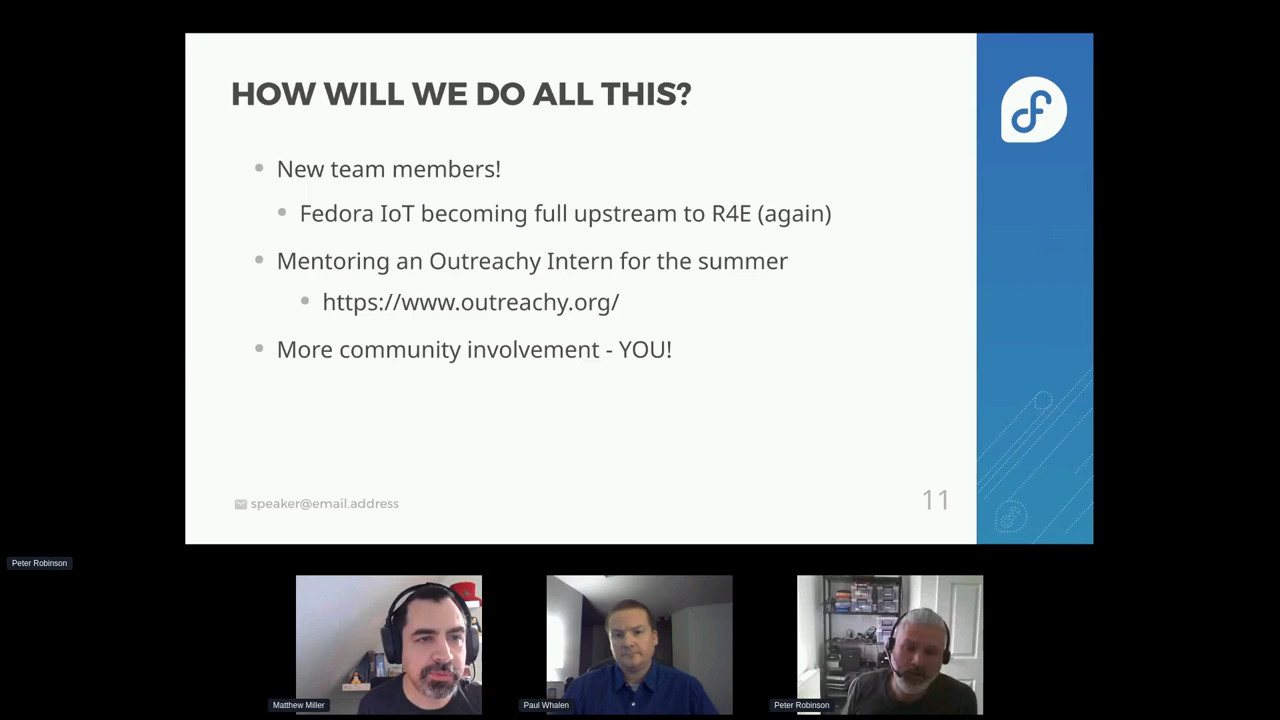 HOW WILL WE DO ALL THIS?
New team members!
Fedora IoT becoming full upstream to R4E (again)
Mentoring an Outreachy Intern for the summer
https://www.outreachy.org/
More community involvement - YOU!
speaker@email.address
11
Peter Robinson
Matthew Miller
Paul Whalen
Peter Robinson